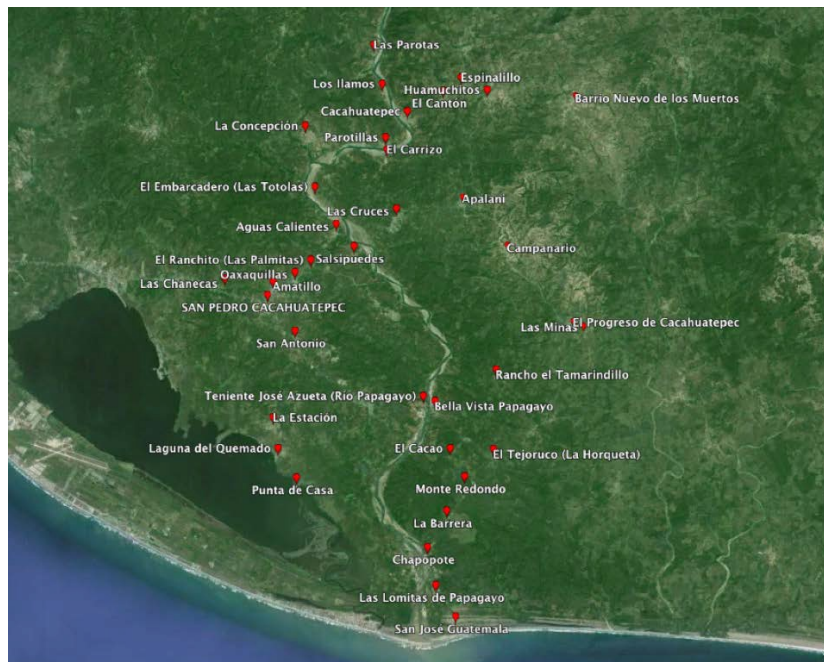 Las Parotas
Espinalillo
Los Ilamos
Huamuchitos
Barrio Nuevo de los Muertos
El Cantón
Cacahuatepec
La Concepción
Parotillas
El Carrizo
El Embarcadero (Las Totolas)
Apalani
Las Cruces
Aguas Calientes
Campanario
El Ranchito (Las Palmitas)
Salsipuedes
Oaxaquillas
Las Chanecas
Amatillo
SAN PEDRO CACAHUATEPEC
El Progreso de Cacahuatepec
Las Minas
San Antonio
Rancho el Tamarindillo
Teniente José Azueta (Río Papagayo)
Bella Vista Papagayo
La Estación
Laguna del Quemado
El Cacao
El Tejoruco (La Horqueta)
Punta de Casa
Monte Redondo
La Barrera
Chapopote
Las Lomitas de Papagayo
San José Guatemala